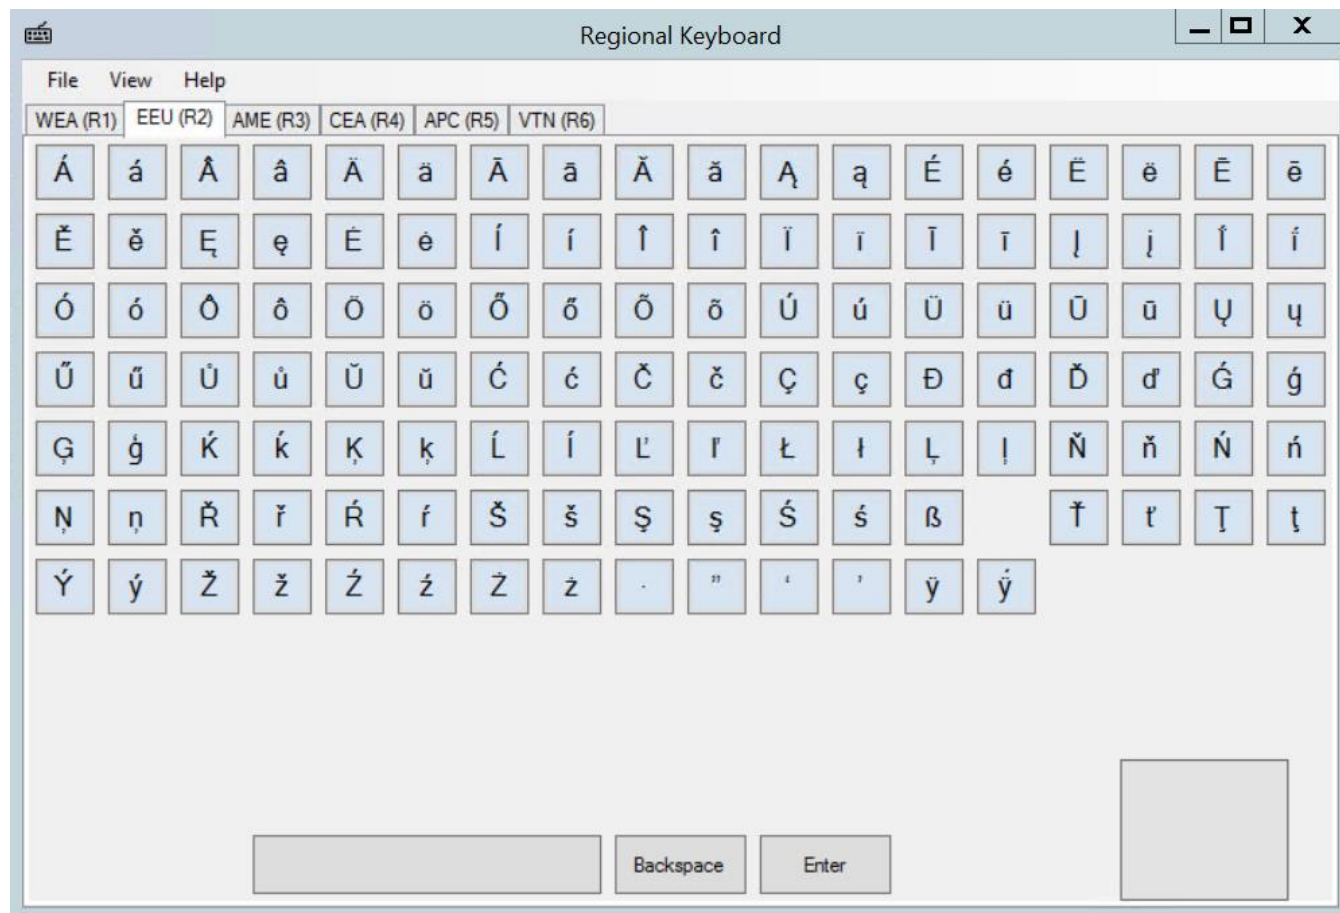 Regional Keyboard
File View Help
WEA (R1) EEU (R2) AME (R3) CEA (R4) APC (R5) VTN (R6)
Á á Â â Ä ä Ā ā Ă ă Ą ą É é Ë ë Ē ē
Ě ě Ę ę Ė ė Í í Î î Ï ï Ī ī Į į Ḯ ḯ
Ó ó Ô ô Ö ö Ő ő Õ õ Ú ú Ü ü Ū ū Ų ų
Ű ű Ů ů Ŭ ŭ Ć ć Č č Ç ç Đ đ Ď ď Ǵ ǵ
Ģ ģ Ḱ ḱ Ķ ķ Ĺ ĺ Ľ ľ Ł ł Ļ ļ Ň ň Ń ń
Ņ ņ Ř ř Ŕ ŕ Š š Ş ş Ś ś ß Ť ť Ţ ţ
Ý ý Ž ž Ź ź Ż ż · ” ‘ ’ ÿ ÿ́
Backspace Enter